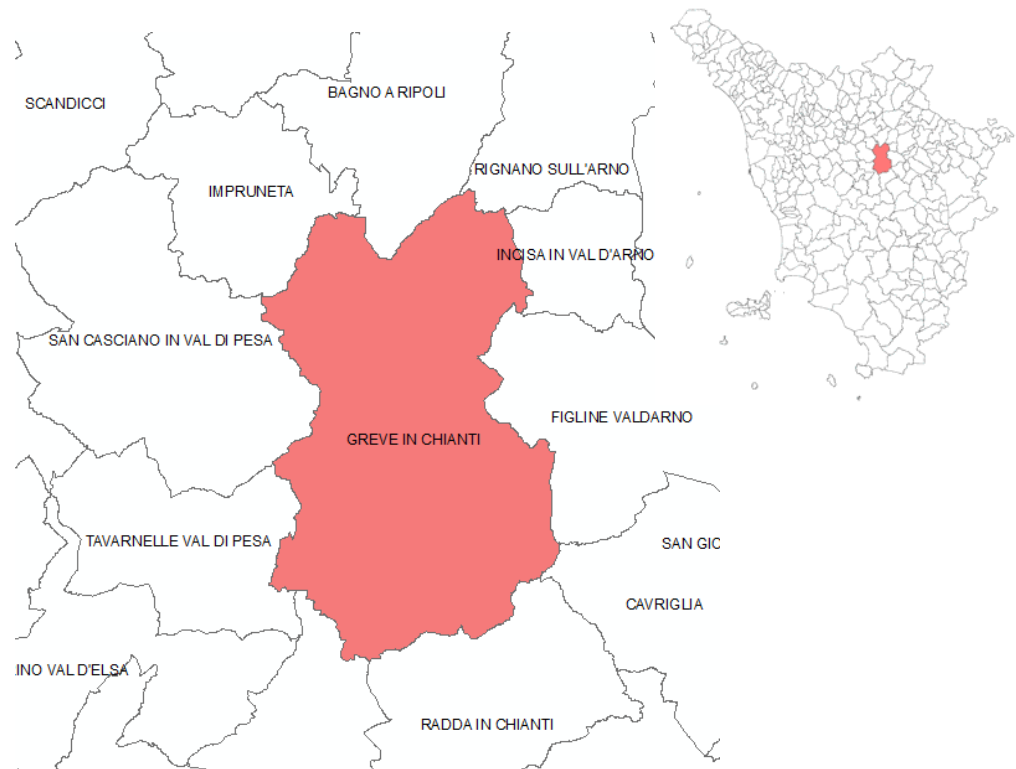 BAGNO A RIPOLI
SCANDICCI
RIGNANO SULL'ARNO
IMPRUNETA
INCISA IN VAL D'ARNO
SAN CASCIANO IN VAL DI PESA
FIGLINE VALDARNO
GREVE IN CHIANTI
TAVARNELLE VAL DI PESA
SAN GIO
CAVRIGLIA
INO VAL D'ELSA
RADDA IN CHIANTI